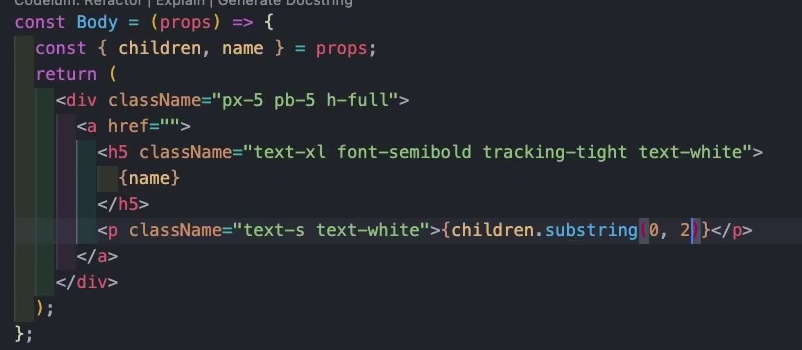 Codeium: Refactor | Explain | Generate Docstring
const Body = (props) => {
const { children, name } = props;
return (
<div className="px-5 pb-5 h-full">
<a href="">
<h5 className="text-xl font-semibold tracking-tight text-white">
{name}
</h5>
<p className="text-s text-white">{children.substring(0, 2)}</p>
</a>
</div>
);
};